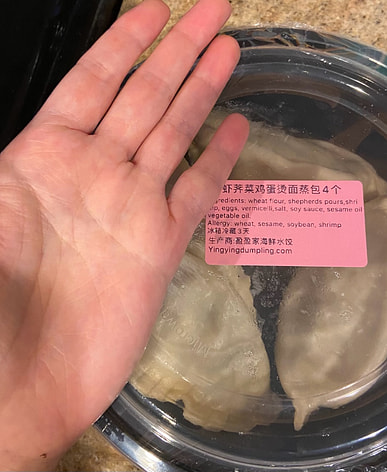 虾荠菜鸡蛋烫面蒸包4个
ingredients: wheat flour, shepherds pours,shri
mp, eggs, vermicelli,salt, soy sauce, sesame oil
vegetable oil.
Allergy: wheat, sesame, soybean, shrimp
冰箱冷藏3天
生产商:盈盈家海鲜水饺
Yingyingdumpling.com